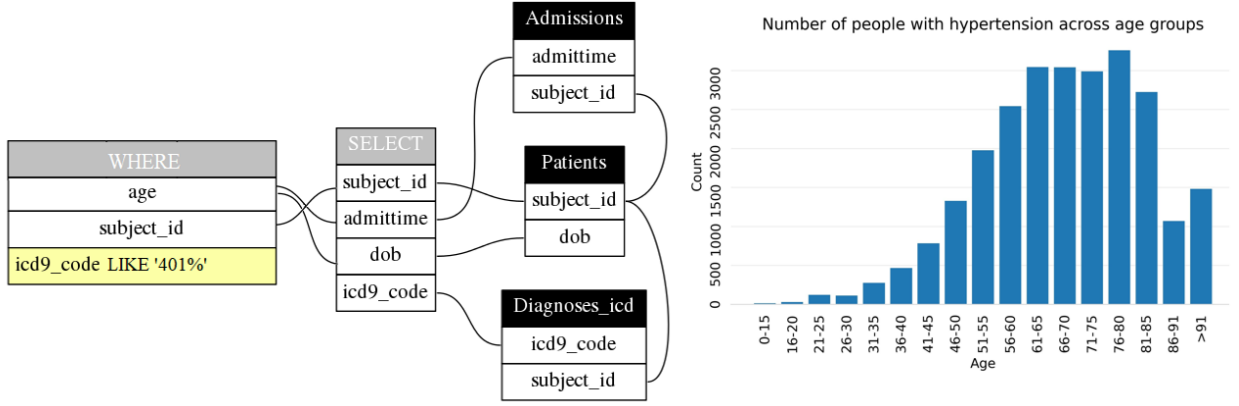 WHERE
age
subject_id
icd9_code LIKE '401%'
SELECT
subject_id
admittime
dob
icd9_code
Admissions
admittime
subject_id
Patients
subject_id
dob
Diagnoses_icd
icd9_code
subject_id
Number of people with hypertension across age groups
Count
3000
2500
2000
1500
1000
500
0
0-15
16-20
21-25
26-30
31-35
36-40
41-45
46-50
51-55
56-60
61-65
66-70
71-75
76-80
81-85
86-91
>91
Age